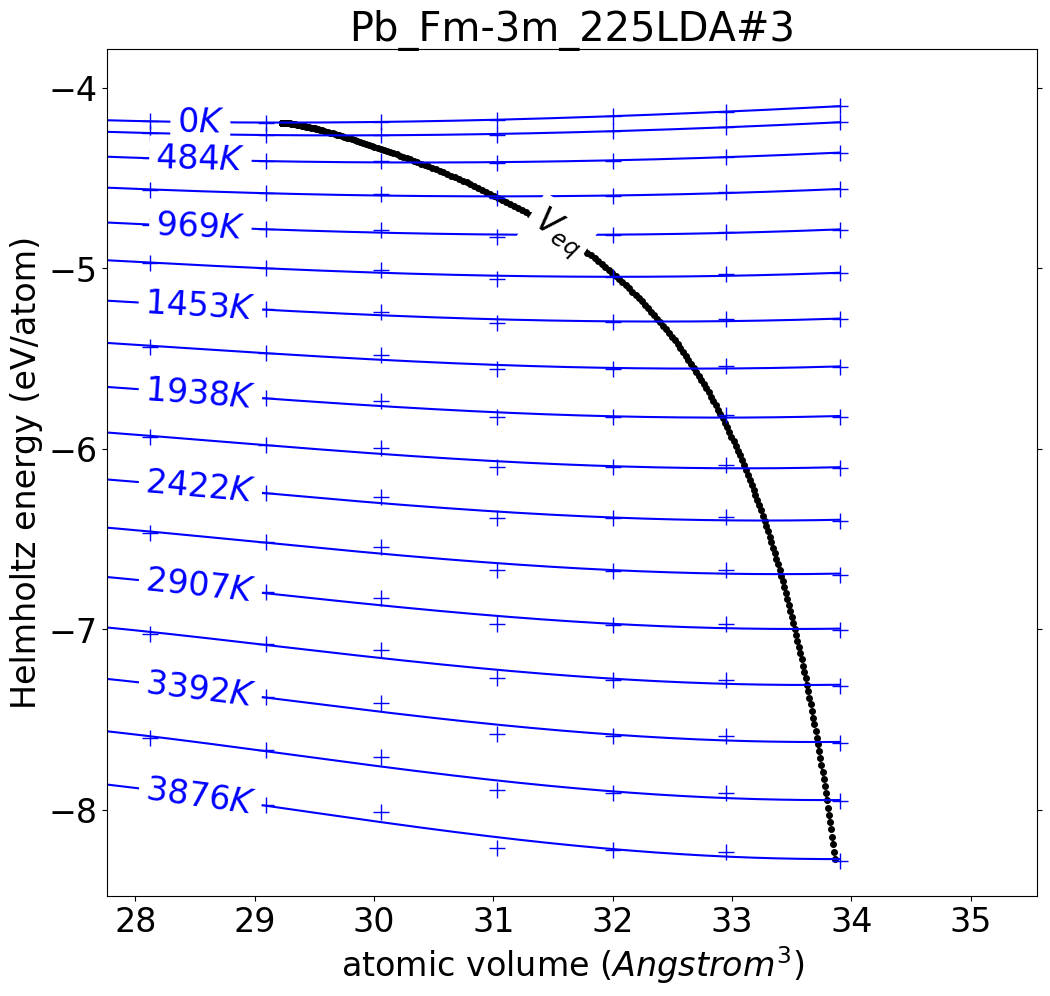 Pb_Fm-3m_225LDA#3
Helmholtz energy (eV/atom)
−4
−5
−6
−7
−8
0K
484K
969K
1453K
1938K
2422K
2907K
3392K
3876K
V_eq
28 29 30 31 32 33 34 35
atomic volume (Angstrom³)